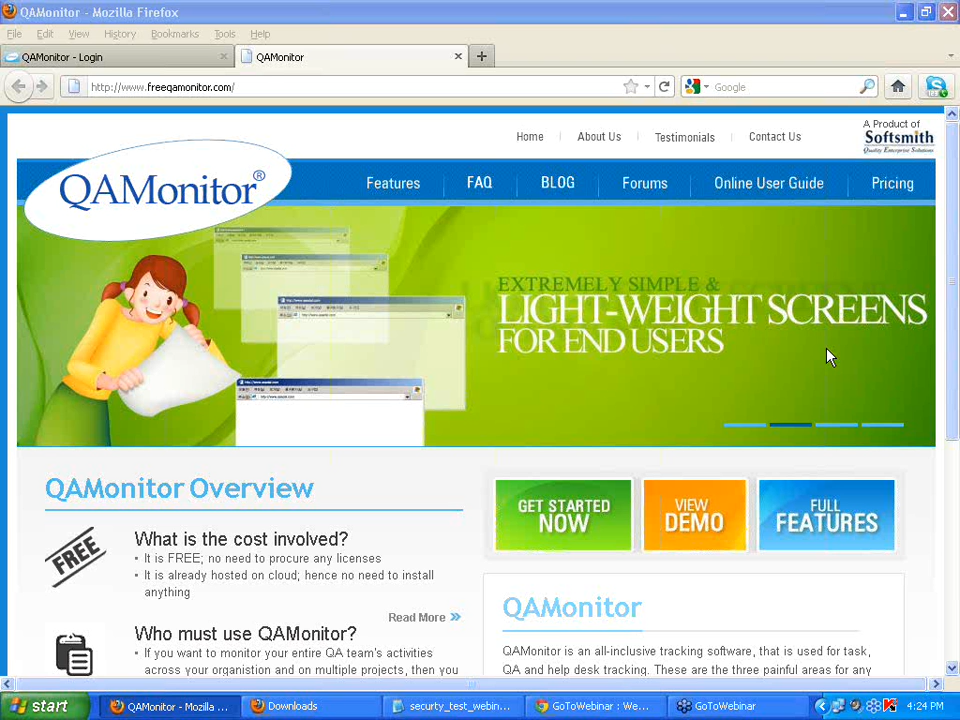 QAMonitor - Mozilla Firefox
File Edit View History Bookmarks Tools Help
QAMonitor - Login
QAMonitor
http://www.freeqamonitor.com/
Google
Home
About Us
Testimonials
Contact Us
A Product of
Softsmith
Quality Enterprise Solutions
QAMonitor®
Features
FAQ
BLOG
Forums
Online User Guide
Pricing
EXTREMELY SIMPLE &
LIGHT-WEIGHT SCREENS
FOR END USERS
QAMonitor Overview
FREE
What is the cost involved?
• It is FREE; no need to procure any licenses
• It is already hosted on cloud; hence no need to install
anything
Read More »
Who must use QAMonitor?
• If you want to monitor your entire QA team's activities
across your organistion and on multiple projects, then you
GET STARTED
NOW
VIEW
DEMO
FULL
FEATURES
QAMonitor
QAMonitor is an all-inclusive tracking software, that is used for task,
QA and help desk tracking. These are the three painful areas for any
start
QAMonitor - Mozilla ...
Downloads
securty_test_webin...
GoToWebinar : We...
GoToWebinar
4:24 PM